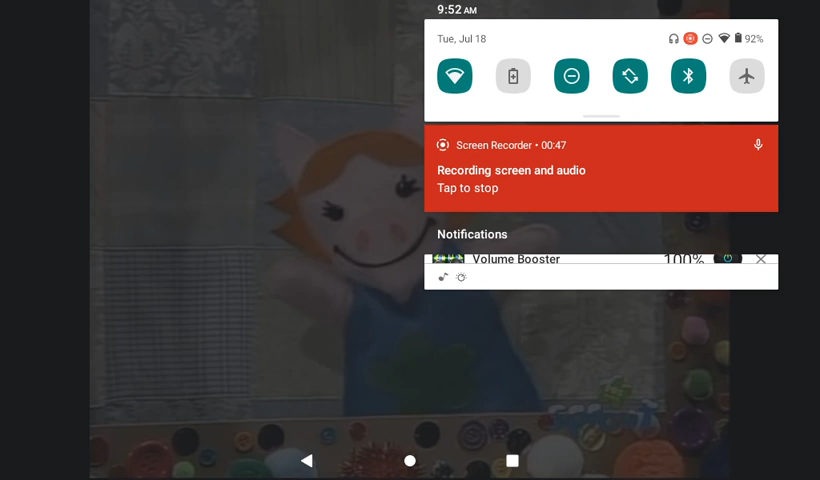 9:52 AM
Tue, Jul 18
92%
Screen Recorder • 00:47
Recording screen and audio
Tap to stop
Notifications
Volume Booster 100%